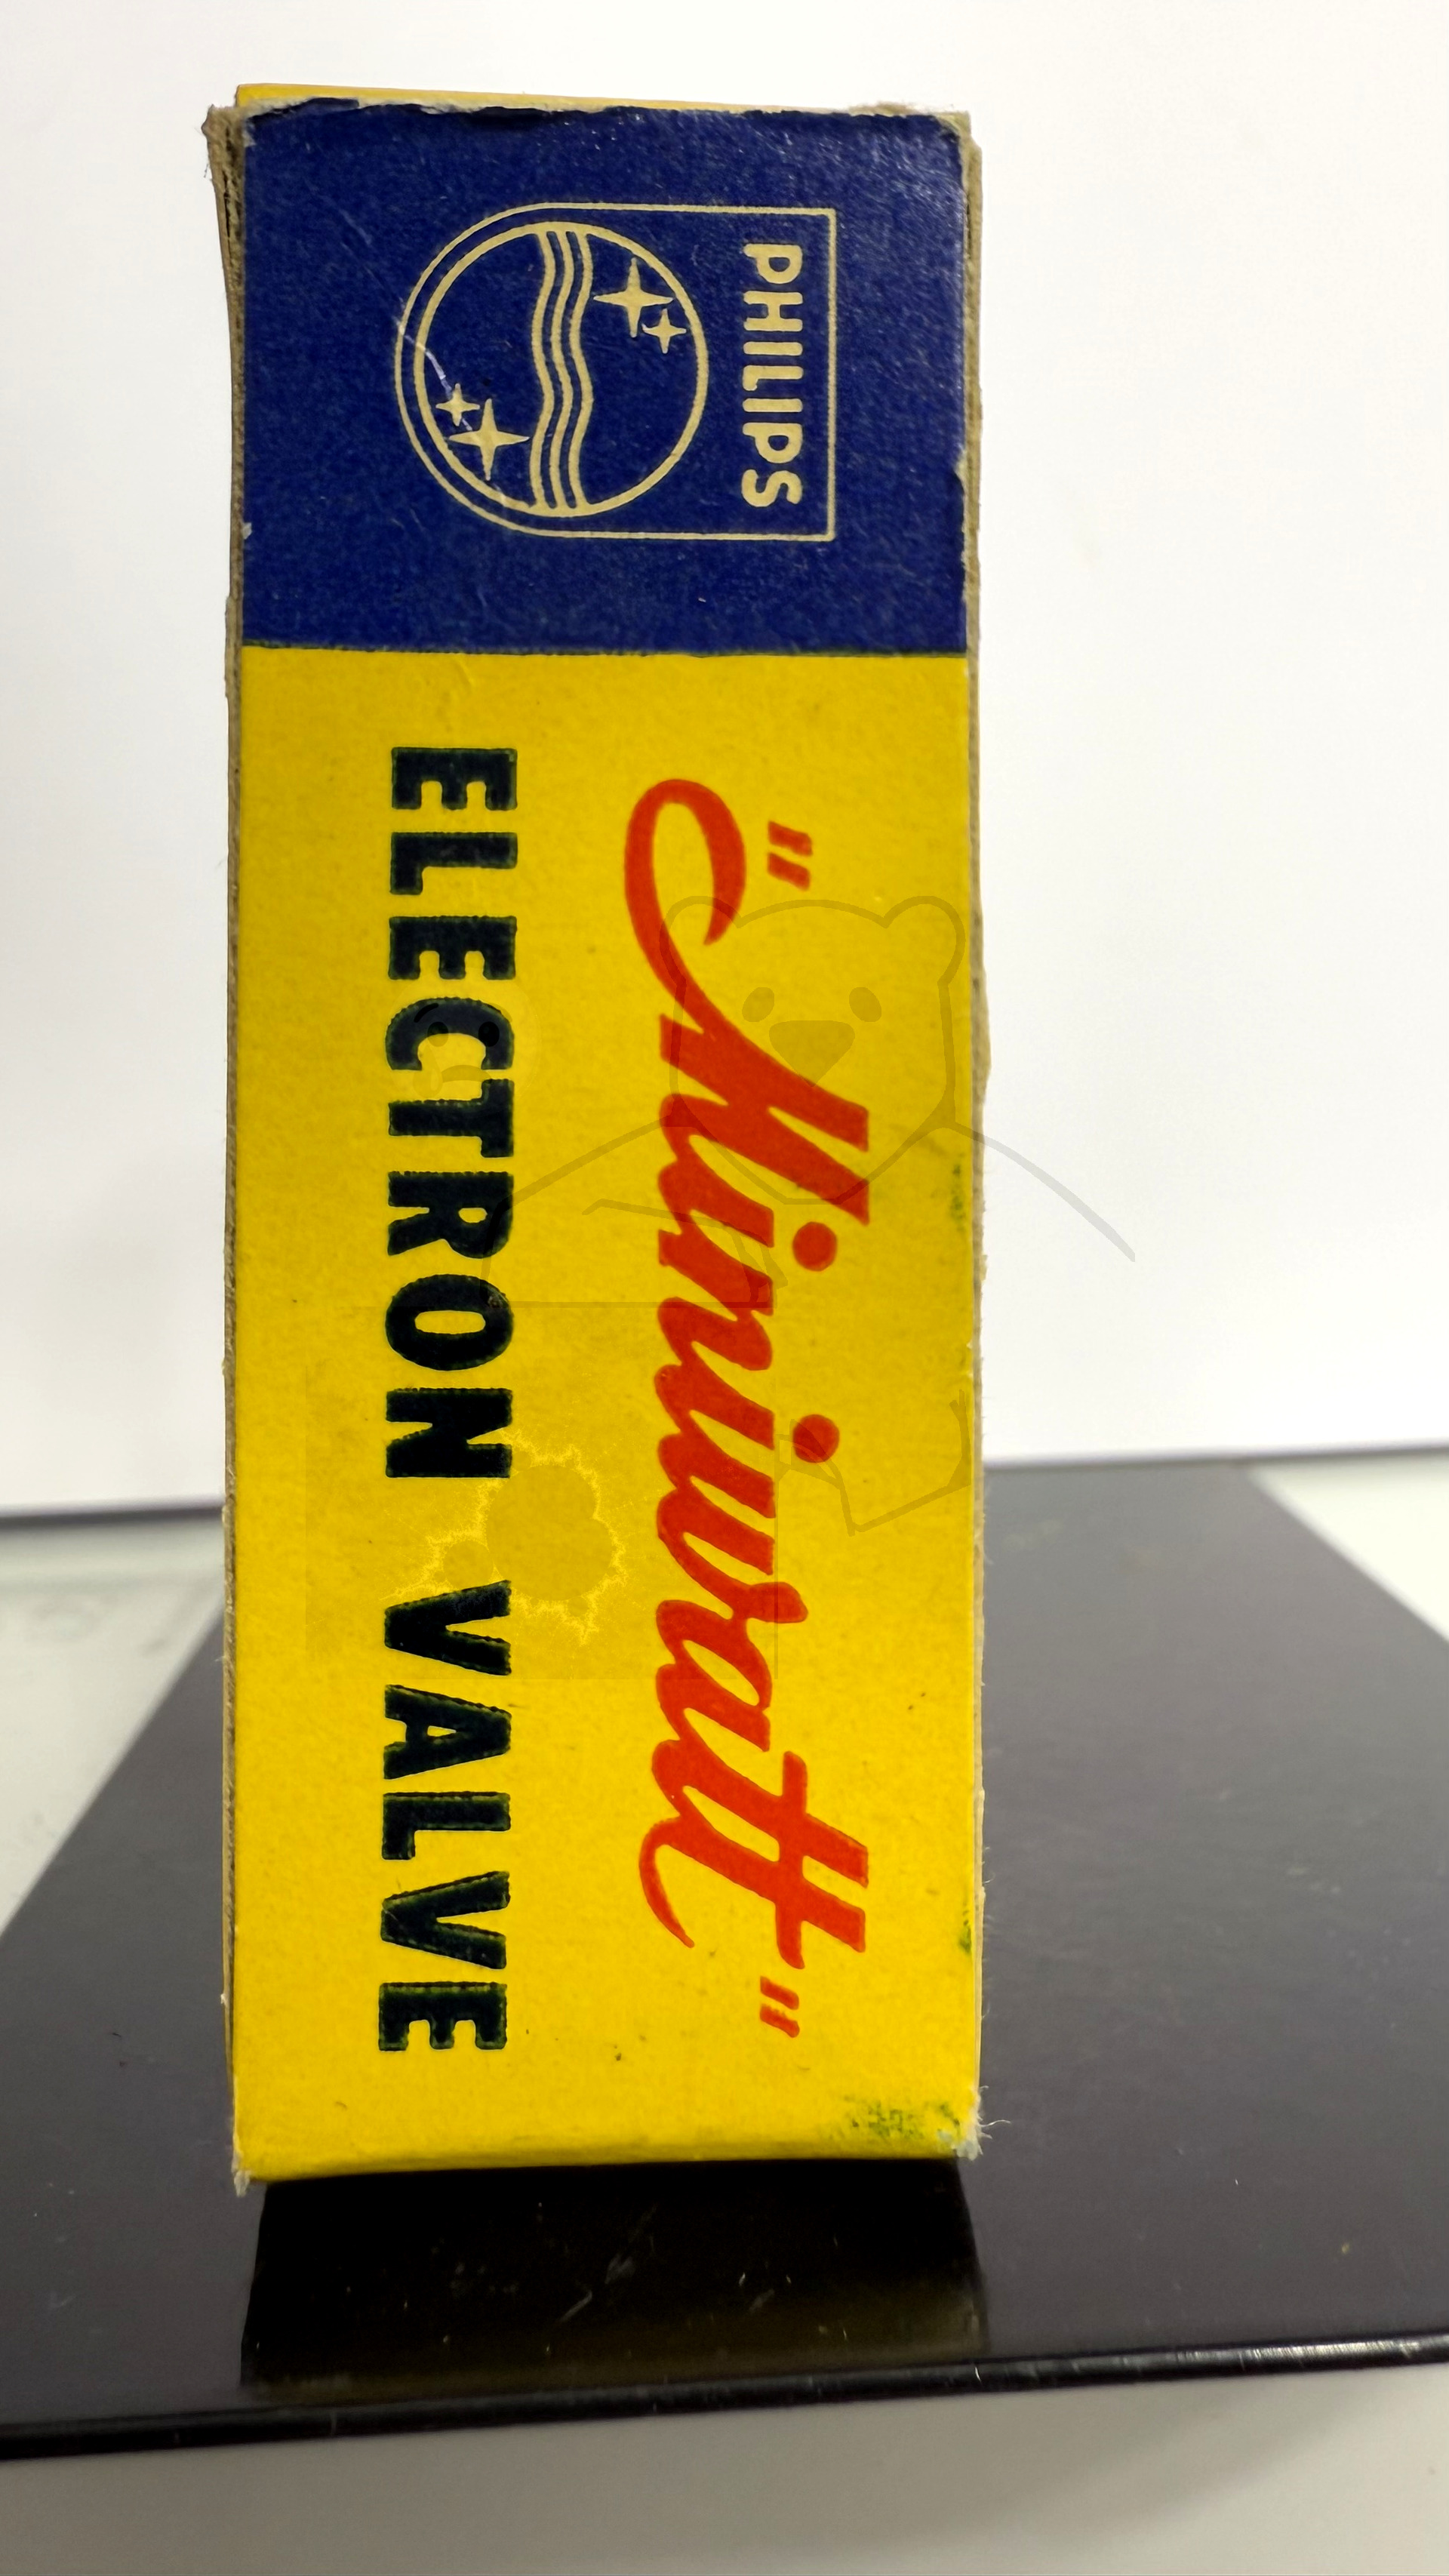 PHILIPS
"Miniwatt"
ELECTRON VALVE